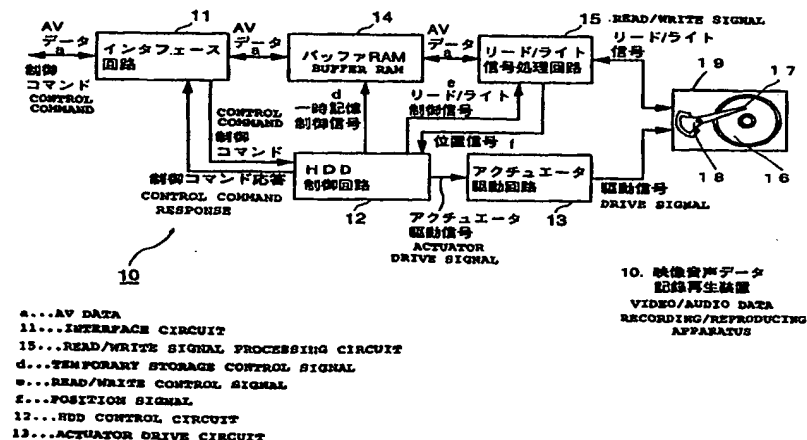 11
14
15
READ/WRITE SIGNAL
AV
データ
a
インタフェース
回路
AV
データ
a
バッファRAM
BUFFER RAM
AV
データ
a
リード/ライト
信号処理回路
リード/ライト
信号
19
17
制御
コマンド
CONTROL
COMMAND
CONTROL
COMMAND
制御
コマンド
d
一時記憶
制御信号
e
リード/ライト
制御信号
位置信号 f
18
16
制御コマンド応答
CONTROL COMMAND
RESPONSE
HDD
制御回路
アクチュエータ
駆動回路
駆動信号
DRIVE SIGNAL
12
13
アクチュエータ
駆動信号
ACTUATOR
DRIVE SIGNAL
10
10. 映像音声データ
記録再生装置
VIDEO/AUDIO DATA
RECORDING/REPRODUCING
APPARATUS
a...AV DATA
11...INTERFACE CIRCUIT
15...READ/WRITE SIGNAL PROCESSING CIRCUIT
d...TEMPORARY STORAGE CONTROL SIGNAL
e...READ/WRITE CONTROL SIGNAL
f...POSITION SIGNAL
12...HDD CONTROL CIRCUIT
13...ACTUATOR DRIVE CIRCUIT